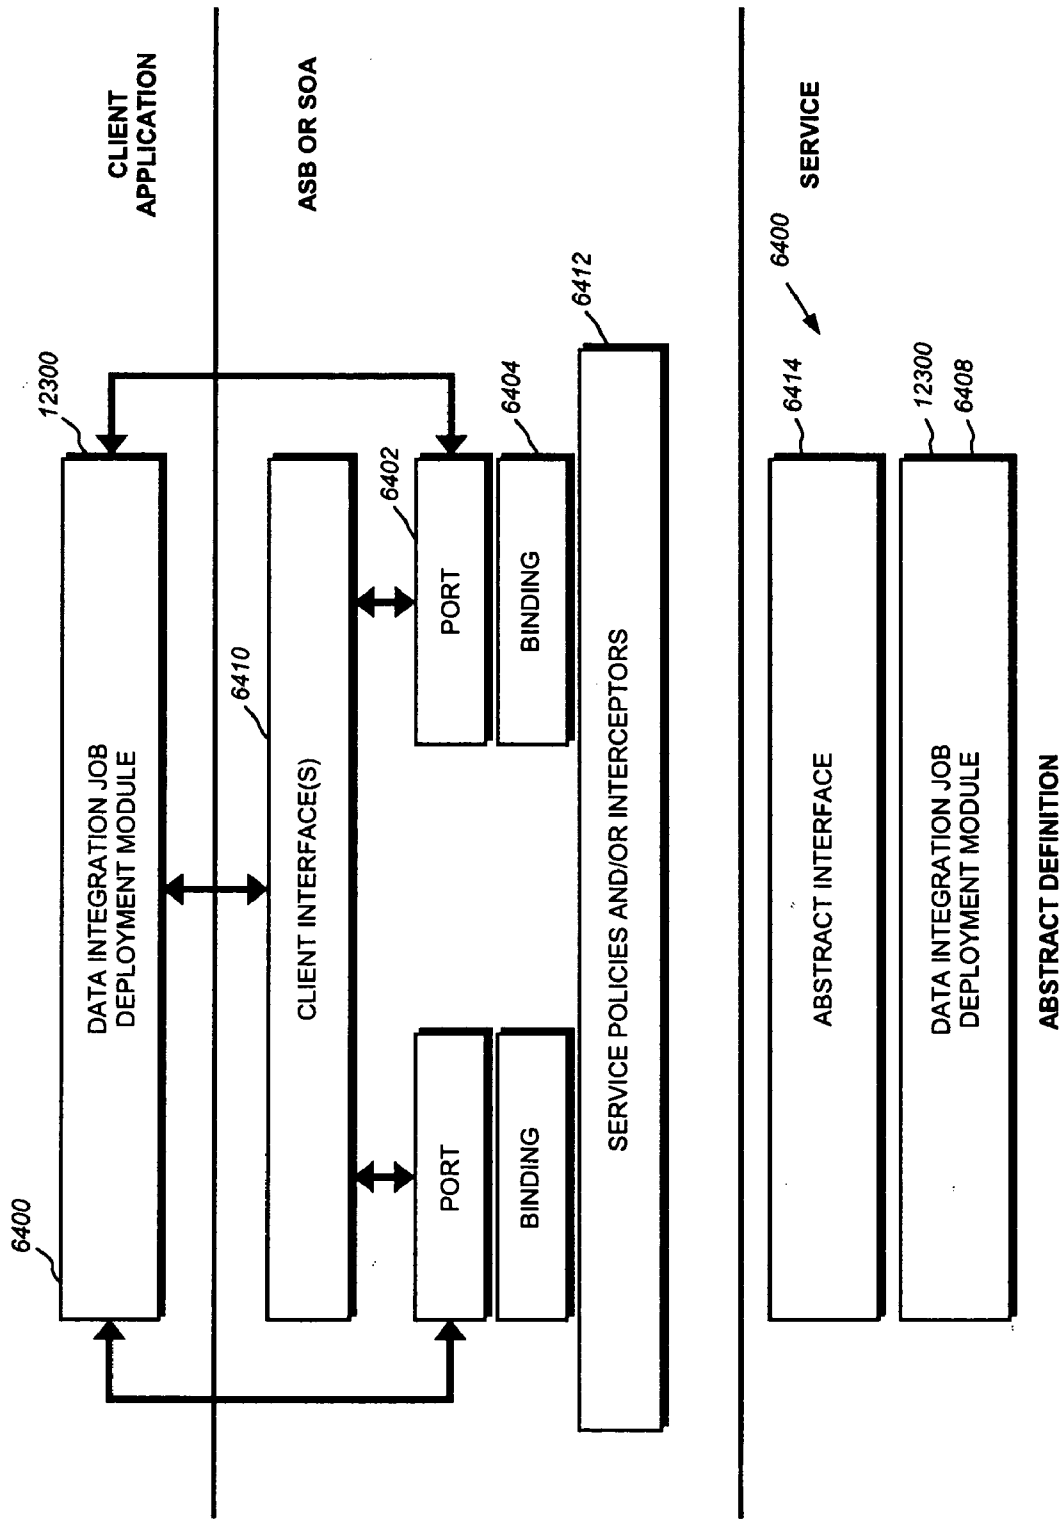 6400
DATA INTEGRATION JOB
DEPLOYMENT MODULE
12300
CLIENT
APPLICATION
CLIENT INTERFACE(S)
6410
ASB OR SOA
PORT
PORT
6402
BINDING
BINDING
6404
SERVICE POLICIES AND/OR INTERCEPTORS
6412
ABSTRACT INTERFACE
6414
6400
SERVICE
DATA INTEGRATION JOB
DEPLOYMENT MODULE
12300
6408
ABSTRACT DEFINITION